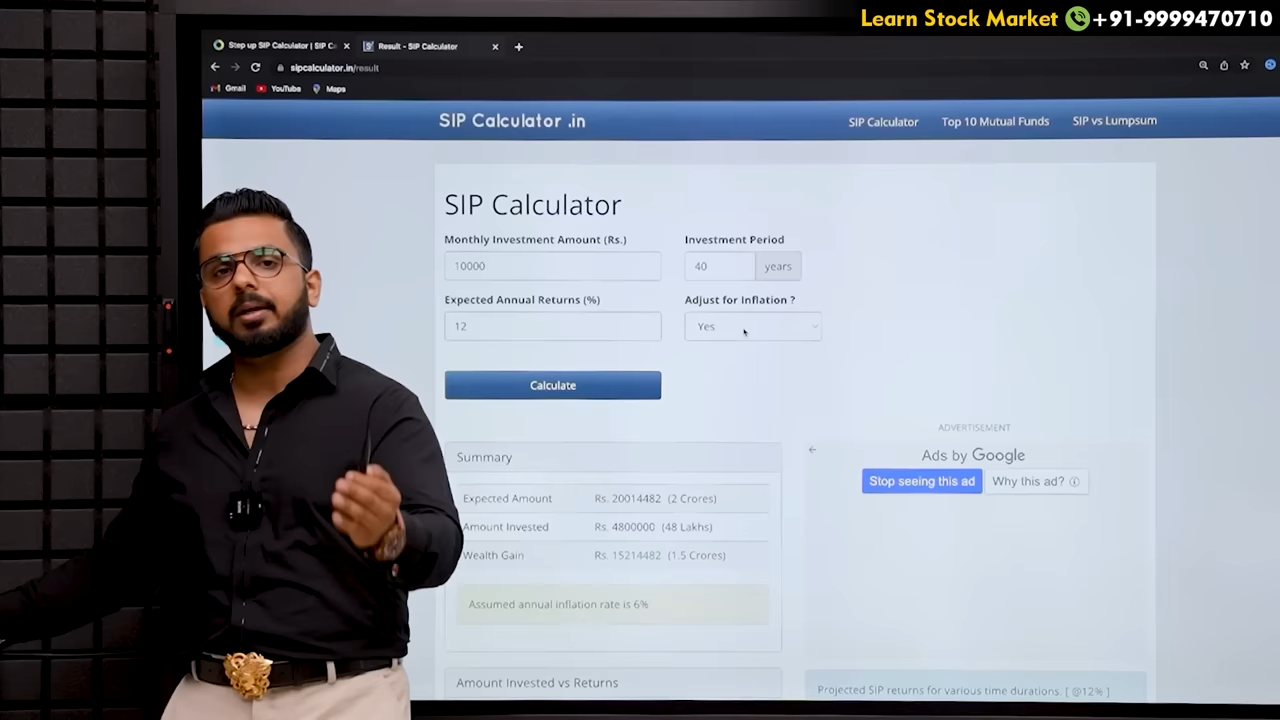 Learn Stock Market +91-9999470710
Step up SIP Calculator | SIP C
Result - SIP Calculator
sipcalculator.in/result
Gmail YouTube Maps
SIP Calculator .in
SIP Calculator Top 10 Mutual Funds SIP vs Lumpsum
SIP Calculator
Monthly Investment Amount (Rs.) Investment Period
10000 40 years
Expected Annual Returns (%) Adjust for Inflation ?
12 Yes
Calculate
ADVERTISEMENT
Ads by Google
Stop seeing this ad Why this ad?
Summary
Expected Amount Rs. 20014482 (2 Crores)
Amount Invested Rs. 4800000 (48 Lakhs)
Wealth Gain Rs. 15214482 (1.5 Crores)
Assumed annual inflation rate is 6%
Amount Invested vs Returns
Projected SIP returns for various time durations. [ @12% ]